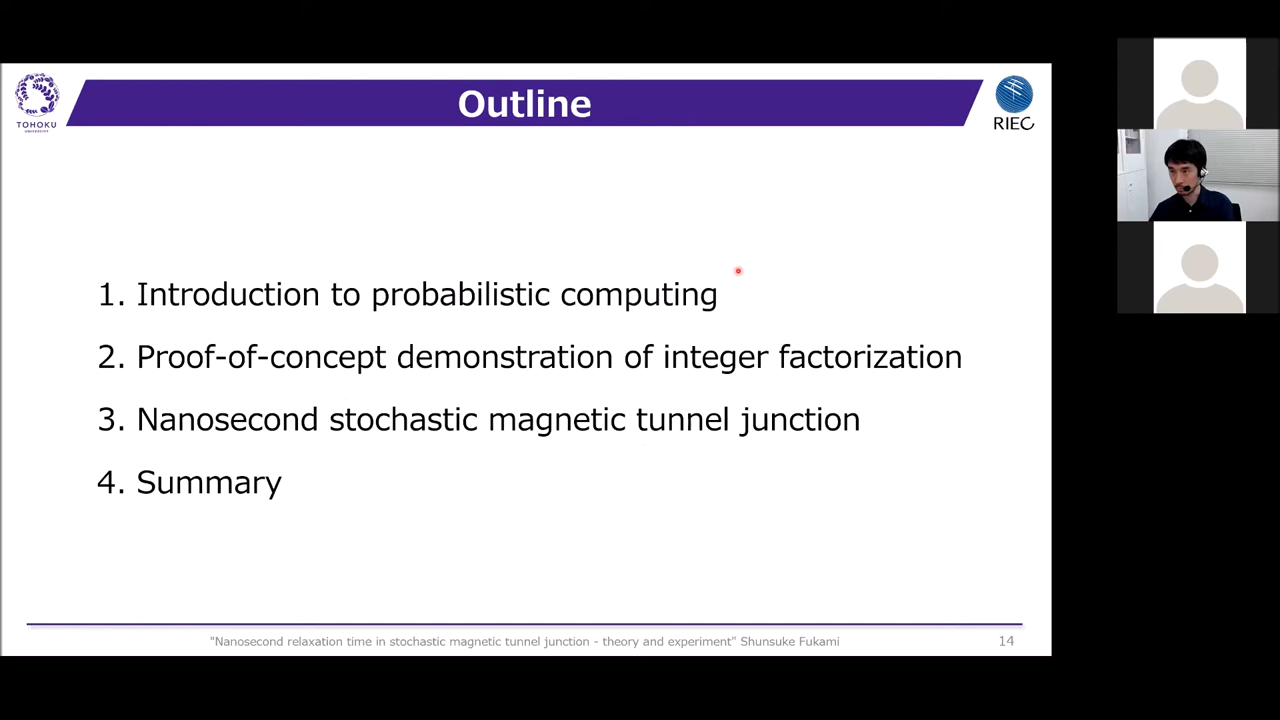 Outline
TOHOKU
UNIVERSITY
RIEC
1. Introduction to probabilistic computing
2. Proof-of-concept demonstration of integer factorization
3. Nanosecond stochastic magnetic tunnel junction
4. Summary
"Nanosecond relaxation time in stochastic magnetic tunnel junction - theory and experiment" Shunsuke Fukami
14